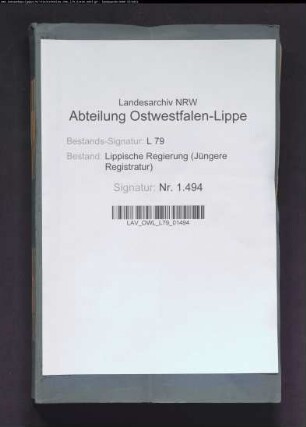 Landesarchiv NRW
Abteilung Ostwestfalen-Lippe
Bestands-Signatur: L 79
Bestand: Lippische Regierung (Jüngere
Registratur)
Signatur: Nr. 1.494
LAV_OWL_L79_01494